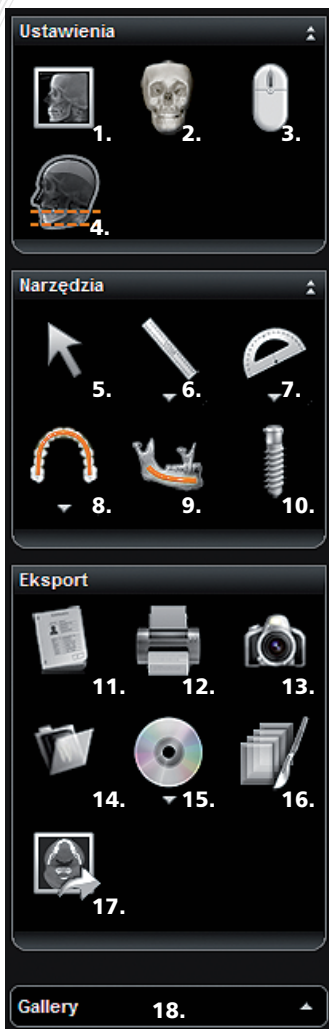 Ustawienia
1. 2. 3.
4.
Narzędzia
5. 6. 7.
8. 9. 10.
Eksport
11. 12. 13.
14. 15. 16.
17.
Gallery 18.